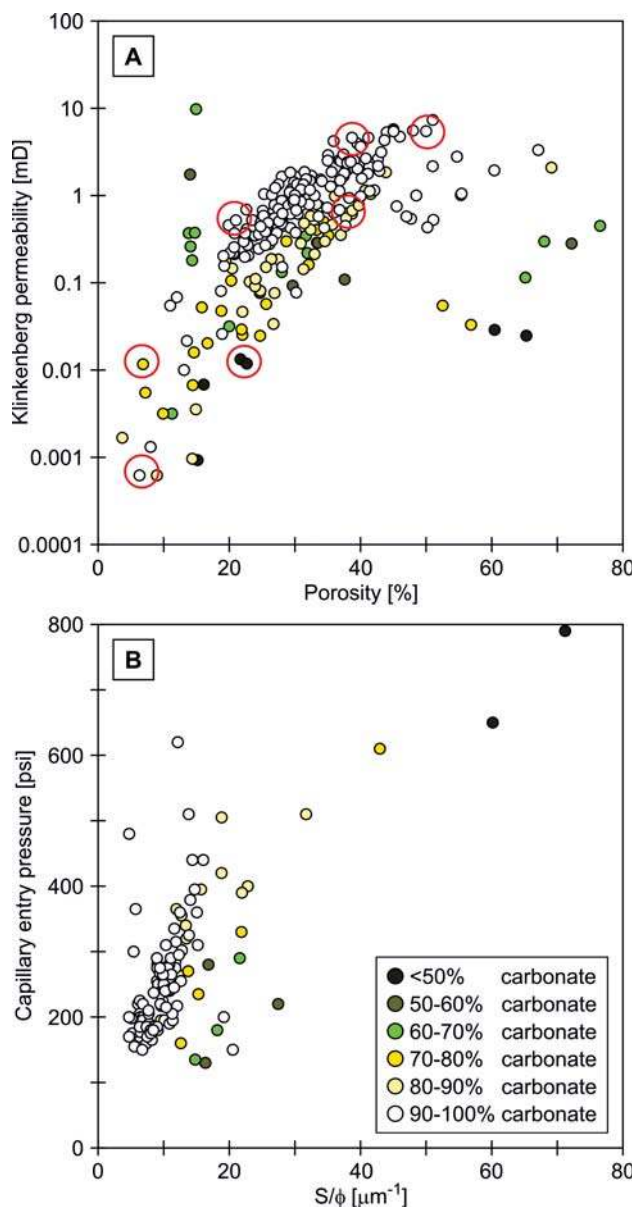 A
Klinkenberg permeability [mD]
100
10
1
0.1
0.01
0.001
0.0001
0 20 40 60 80
Porosity [%]
B
Capillary entry pressure [psi]
800
600
400
200
0
<50% carbonate
50-60% carbonate
60-70% carbonate
70-80% carbonate
80-90% carbonate
90-100% carbonate
0 20 40 60 80
S/ϕ [µm⁻¹]